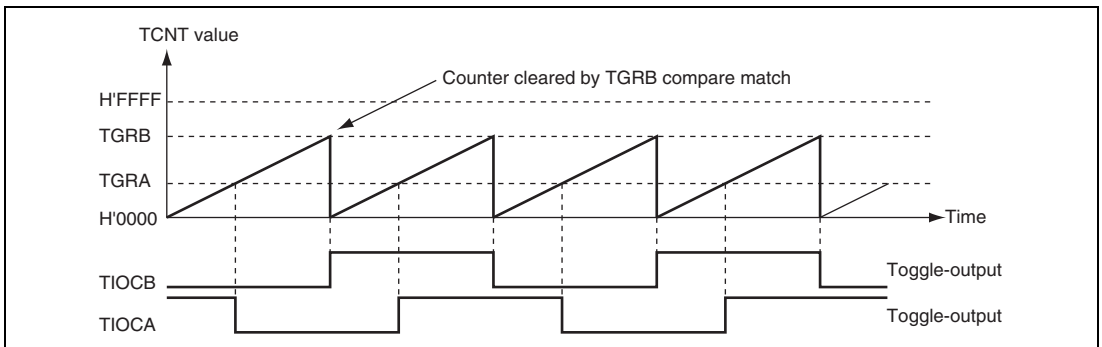 TCNT value
Counter cleared by TGRB compare match
H'FFFF
TGRB
TGRA
H'0000
Time
TIOCB
Toggle-output
TIOCA
Toggle-output